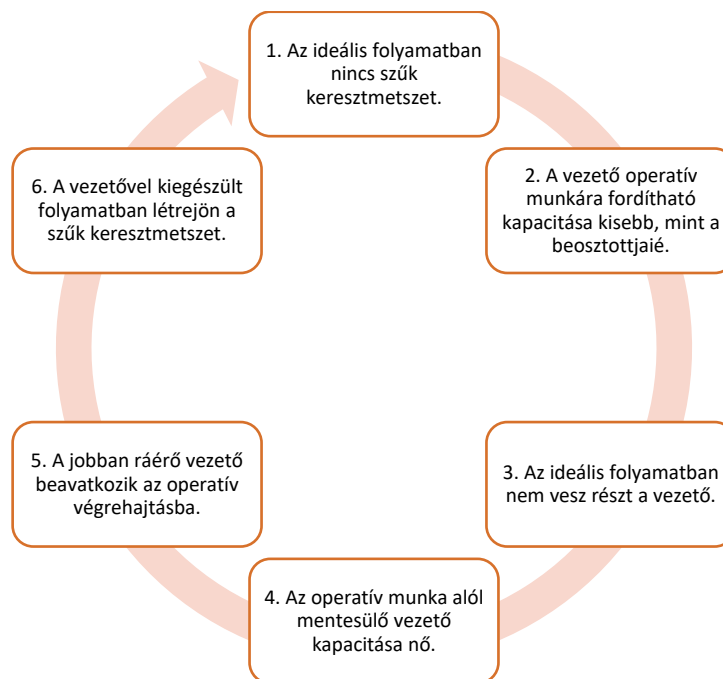 1. Az ideális folyamatban
nincs szűk
keresztmetszet.
2. A vezető operatív
munkára fordítható
kapacitása kisebb, mint a
beosztottjaié.
3. Az ideális folyamatban
nem vesz részt a vezető.
4. Az operatív munka alól
mentesülő vezető
kapacitása nő.
5. A jobban ráérő vezető
beavatkozik az operatív
végrehajtásba.
6. A vezetővel kiegészült
folyamatban létrejön a
szűk keresztmetszet.